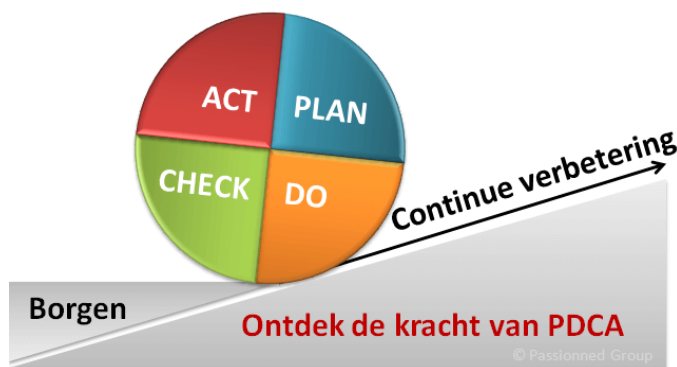 ACT
PLAN
CHECK
DO
Continue verbetering
Borgen
Ontdek de kracht van PDCA
© Passionned Group